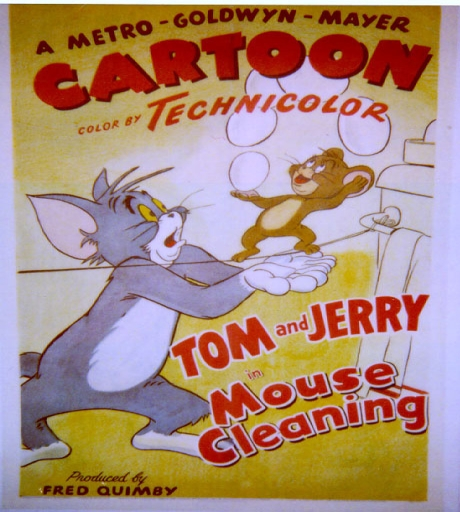 A METRO-GOLDWYN-MAYER
CARTOON
COLOR BY TECHNICOLOR
TOM and JERRY
in
Mouse
Cleaning
Produced by
FRED QUIMBY